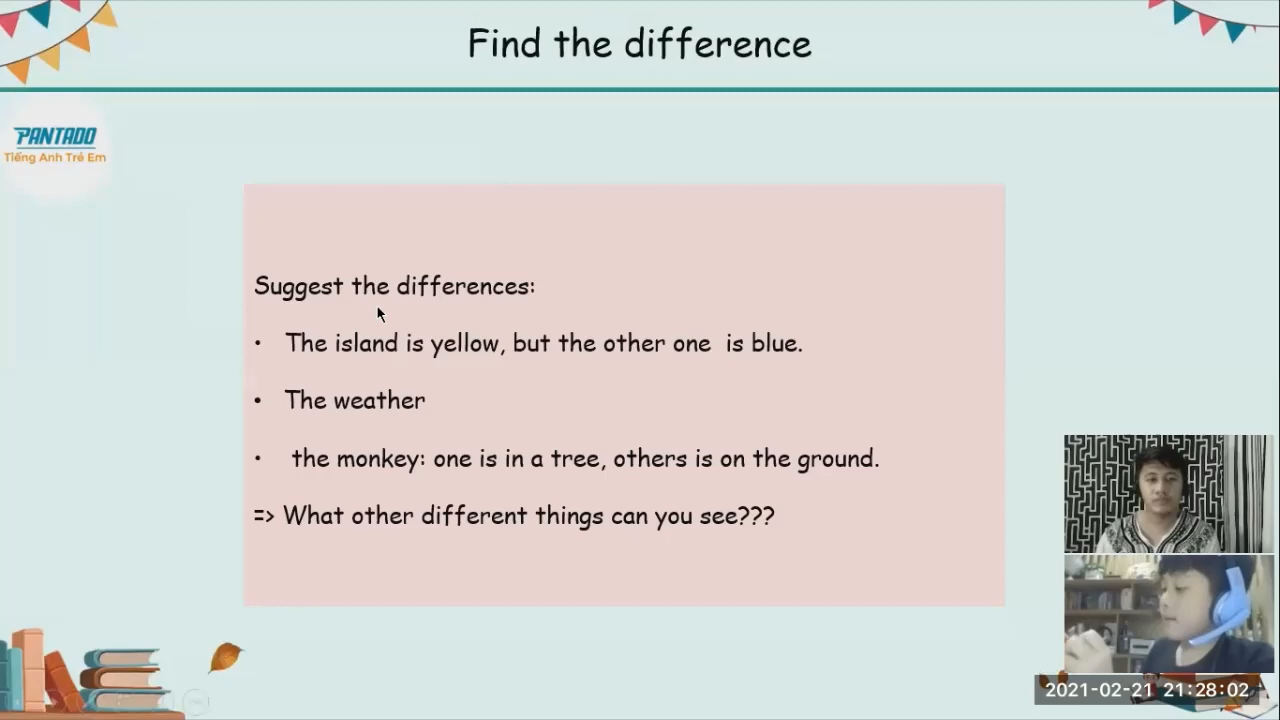 Find the difference
PANTADO
Tiếng Anh Trẻ Em
Suggest the differences:
• The island is yellow, but the other one is blue.
• The weather
• the monkey: one is in a tree, others is on the ground.
=> What other different things can you see???
2021-02-21 21:28:02